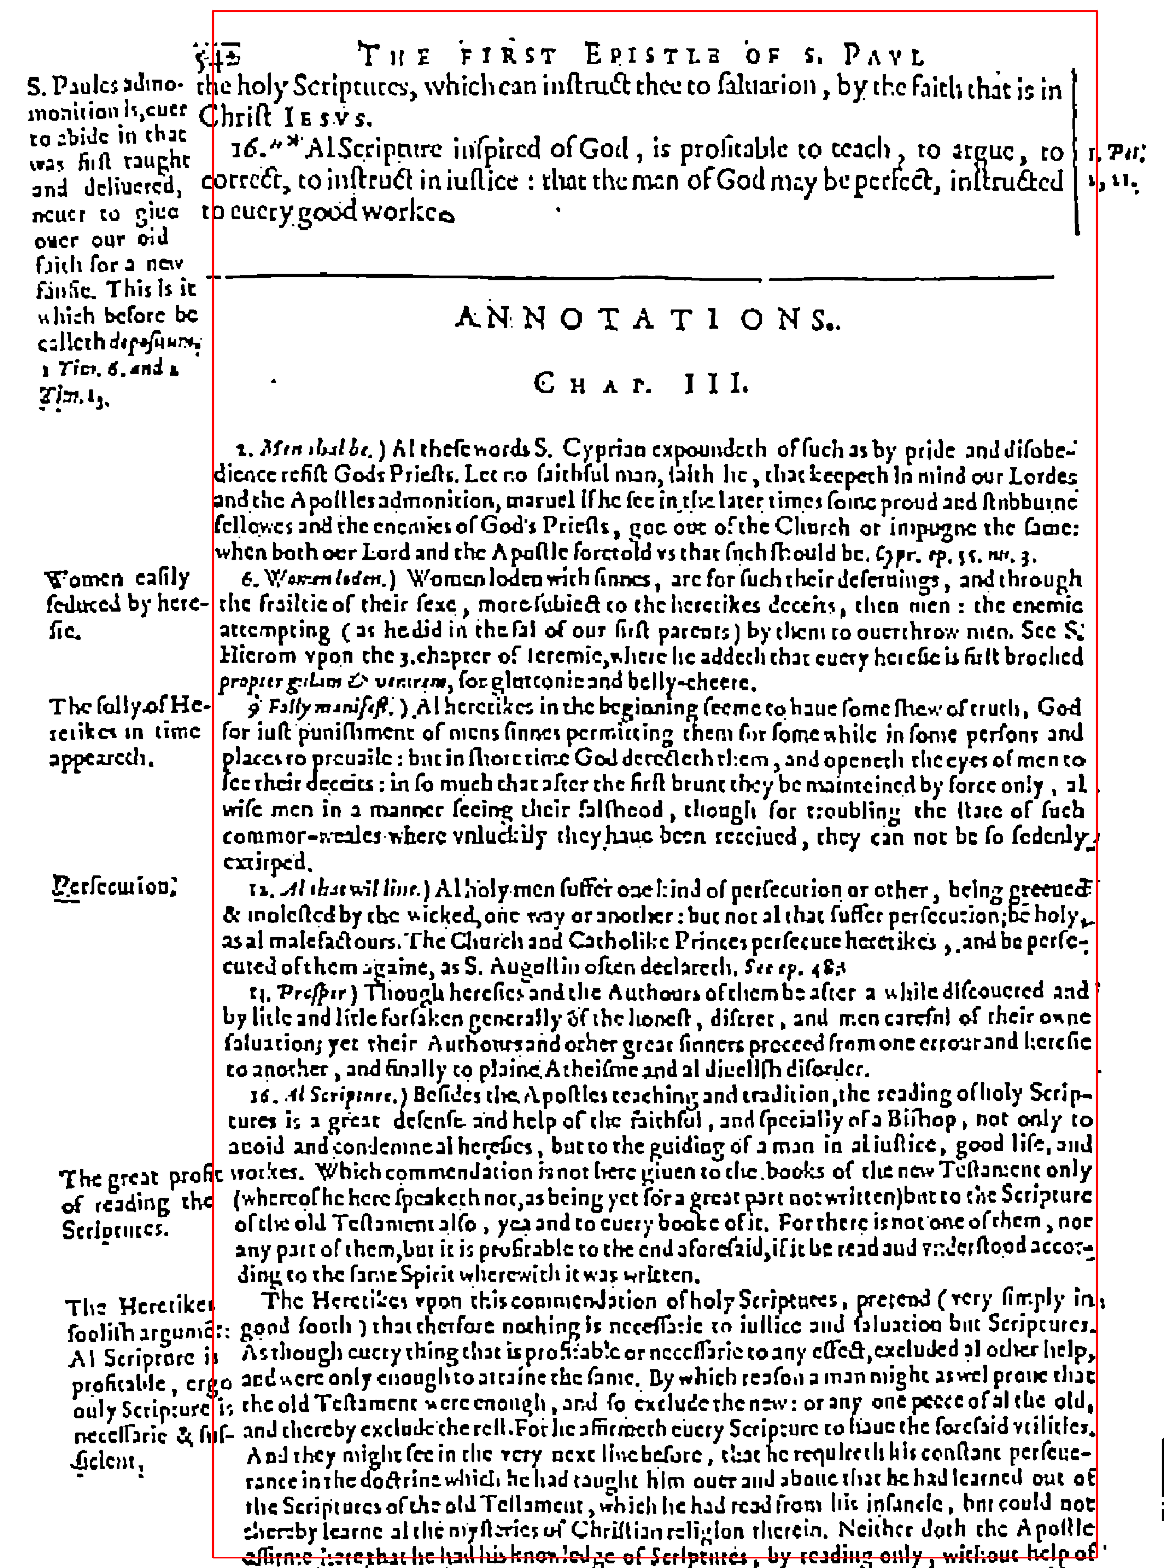 542 THE FIRST EPISTLE OF S. PAVL
the holy Scriptures, which can instruct thee to saluation, by the faith that is in
Christ IESVS.
16. "* Al Scripture inspired of God, is profitable to teach, to argue, to
correct, to instruct in iustice: that the man of God may be perfect, instructed
to euery good worke.
1. Pet.
1, 21.
S. Paules admo-
monition is, euer
to abide in that
was first taught
and deliuered,
neuer to giue
ouer our old
faith for a new
fansie. This is it
which before he
calleth depositum,
1 Tim. 6. and 2
Tim. 1,.
ANNOTATIONS.
CHAP. III.
2. Men shal be.) Al these words S. Cyprian expoundeth of such as by pride and disobe-
dience resist Gods Priests. Let no faithful man, saith he, that keepeth in mind our Lordes
and the Apostles admonition, maruel if he see in the later times some proud and stubburne
fellowes and the enemies of God's Priests, goe out of the Church or impugne the same:
when both our Lord and the Apostle foretold vs that such should be. Cypr. ep. 55. nu. 3.
Women easily
seduced by here-
sie.
6. Women loden.) Women loden with sinnes, are for such their deseruings, and through
the frailtie of their sexe, more subiect to the heretikes deceits, then men: the enemie
attempting (as he did in the fal of our first parents) by them to ouerthrow men. See S.
Hierom vpon the 3. chapter of Ieremie, where he addeth that euery heresie is first broched
propter gulam & ventrem, for gluttonie and belly-cheere.
The folly of He-
retikes in time
appeareth.
9 Folly manifest.) Al heretikes in the beginning seeme to haue some shew of truth, God
for iust punishment of mens sinnes permitting them for some while in some persons and
places to preuaile: but in short time God detecteth them, and openeth the eyes of men to
see their deceits: in so much that after the first brunt they be mainteined by force only, al
wise men in a manner seeing their falshood, though for troubling the state of such
common-weales where vnluckily they haue been receiued, they can not be so sodenly
extirped.
Persecution.
12. Al that wil liue.) Al holy men suffer one kind of persecution or other, being greeued
& molested by the wicked, one way or another: but not al that suffer persecution, be holy,
as al malefactours. The Church and Catholike Princes persecute heretikes, and be perse-
cuted of them againe, as S. Augustin often declareth. See ep. 48.
13. Prosper) Though heresies and the Authours of them be after a while discouered and
by litle and litle forsaken generally of the honest, discret, and men careful of their owne
saluation; yet their Authours and other great sinners proceed from one errour and heresie
to another, and finally to plaine Atheisme and al diuellish disorder.
16. Al Scripture.) Besides the Apostles teaching and tradition, the reading of holy Scrip-
tures is a great defense and help of the faithful, and specially of a Bishop, not only to
auoid and condemne al heresies, but to the guiding of a man in al iustice, good life, and
workes. Which commendation is not here giuen to the books of the new Testament only
(whereof he here speaketh not, as being yet for a great part not written) but to the Scripture
of the old Testament also, yea and to euery booke of it. For there is not one of them, nor
any part of them, but it is profitable to the end aforesaid, if it be read and vnderstood accor-
ding to the same Spirit wherewith it was written.
The great profit
of reading the
Scriptures.
The Heretikes vpon this commendation of holy Scriptures, pretend (very simply in
good sooth) that therfore nothing is necessarie to iustice and saluation but Scriptures.
As though euery thing that is profitable or necessarie to any effect, excluded al other help,
and were only enough to attaine the same. By which reason a man might as wel proue that
the old Testament were enough, and so exclude the new: or any one peece of al the old,
and thereby exclude the rest. For he affirmeth euery Scripture to haue the foresaid vtilities.
And they might see in the very next line before, that he requireth his constant perseue-
rance in the doctrine which he had taught him ouer and aboue that he had learned out of
the Scriptures of the old Testament, which he had read from his infancie, but could not
thereby learne al the mysteries of Christian religion therein. Neither doth the Apostle
affirme here that he had his knowledge of Scriptures, by reading only, without help of
The Heretikes
foolish argumēt:
Al Scripture is
profitable, ergo
only Scripture is
necessarie & suf-
ficient.